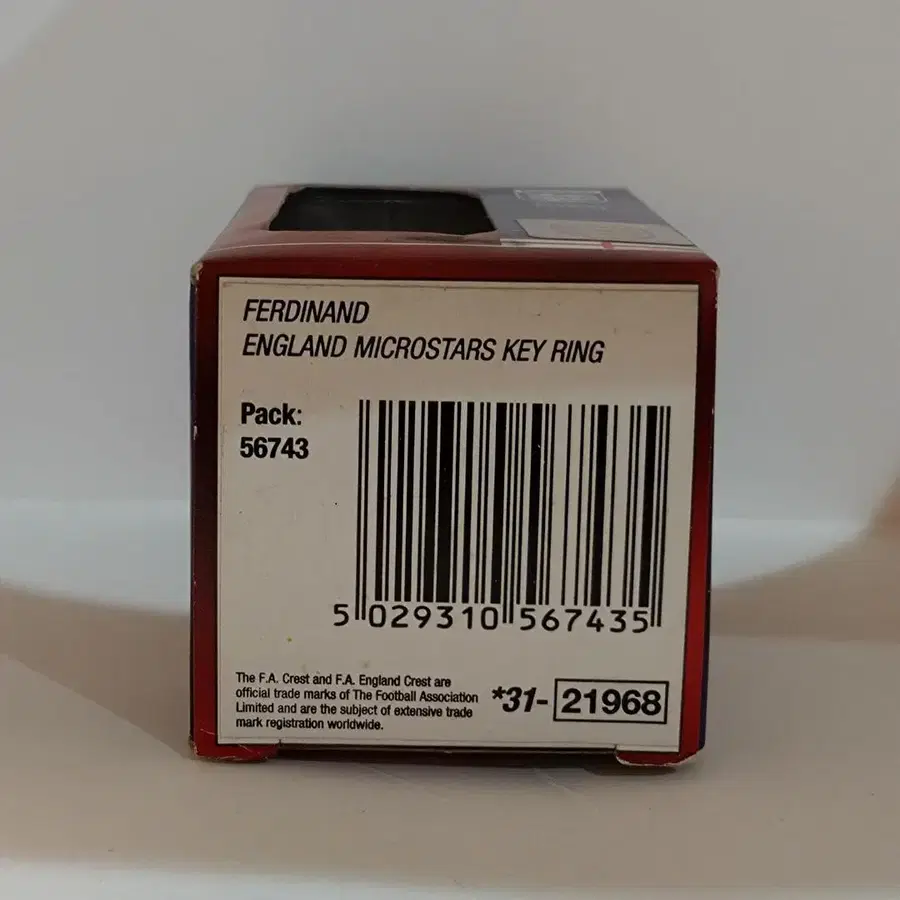 FERDINAND
ENGLAND MICROSTARS KEY RING
Pack:
56743
5 029310 567435
The F.A. Crest and F.A. England Crest are
official trade marks of The Football Association
Limited and are the subject of extensive trade
mark registration worldwide.
*31- 21968